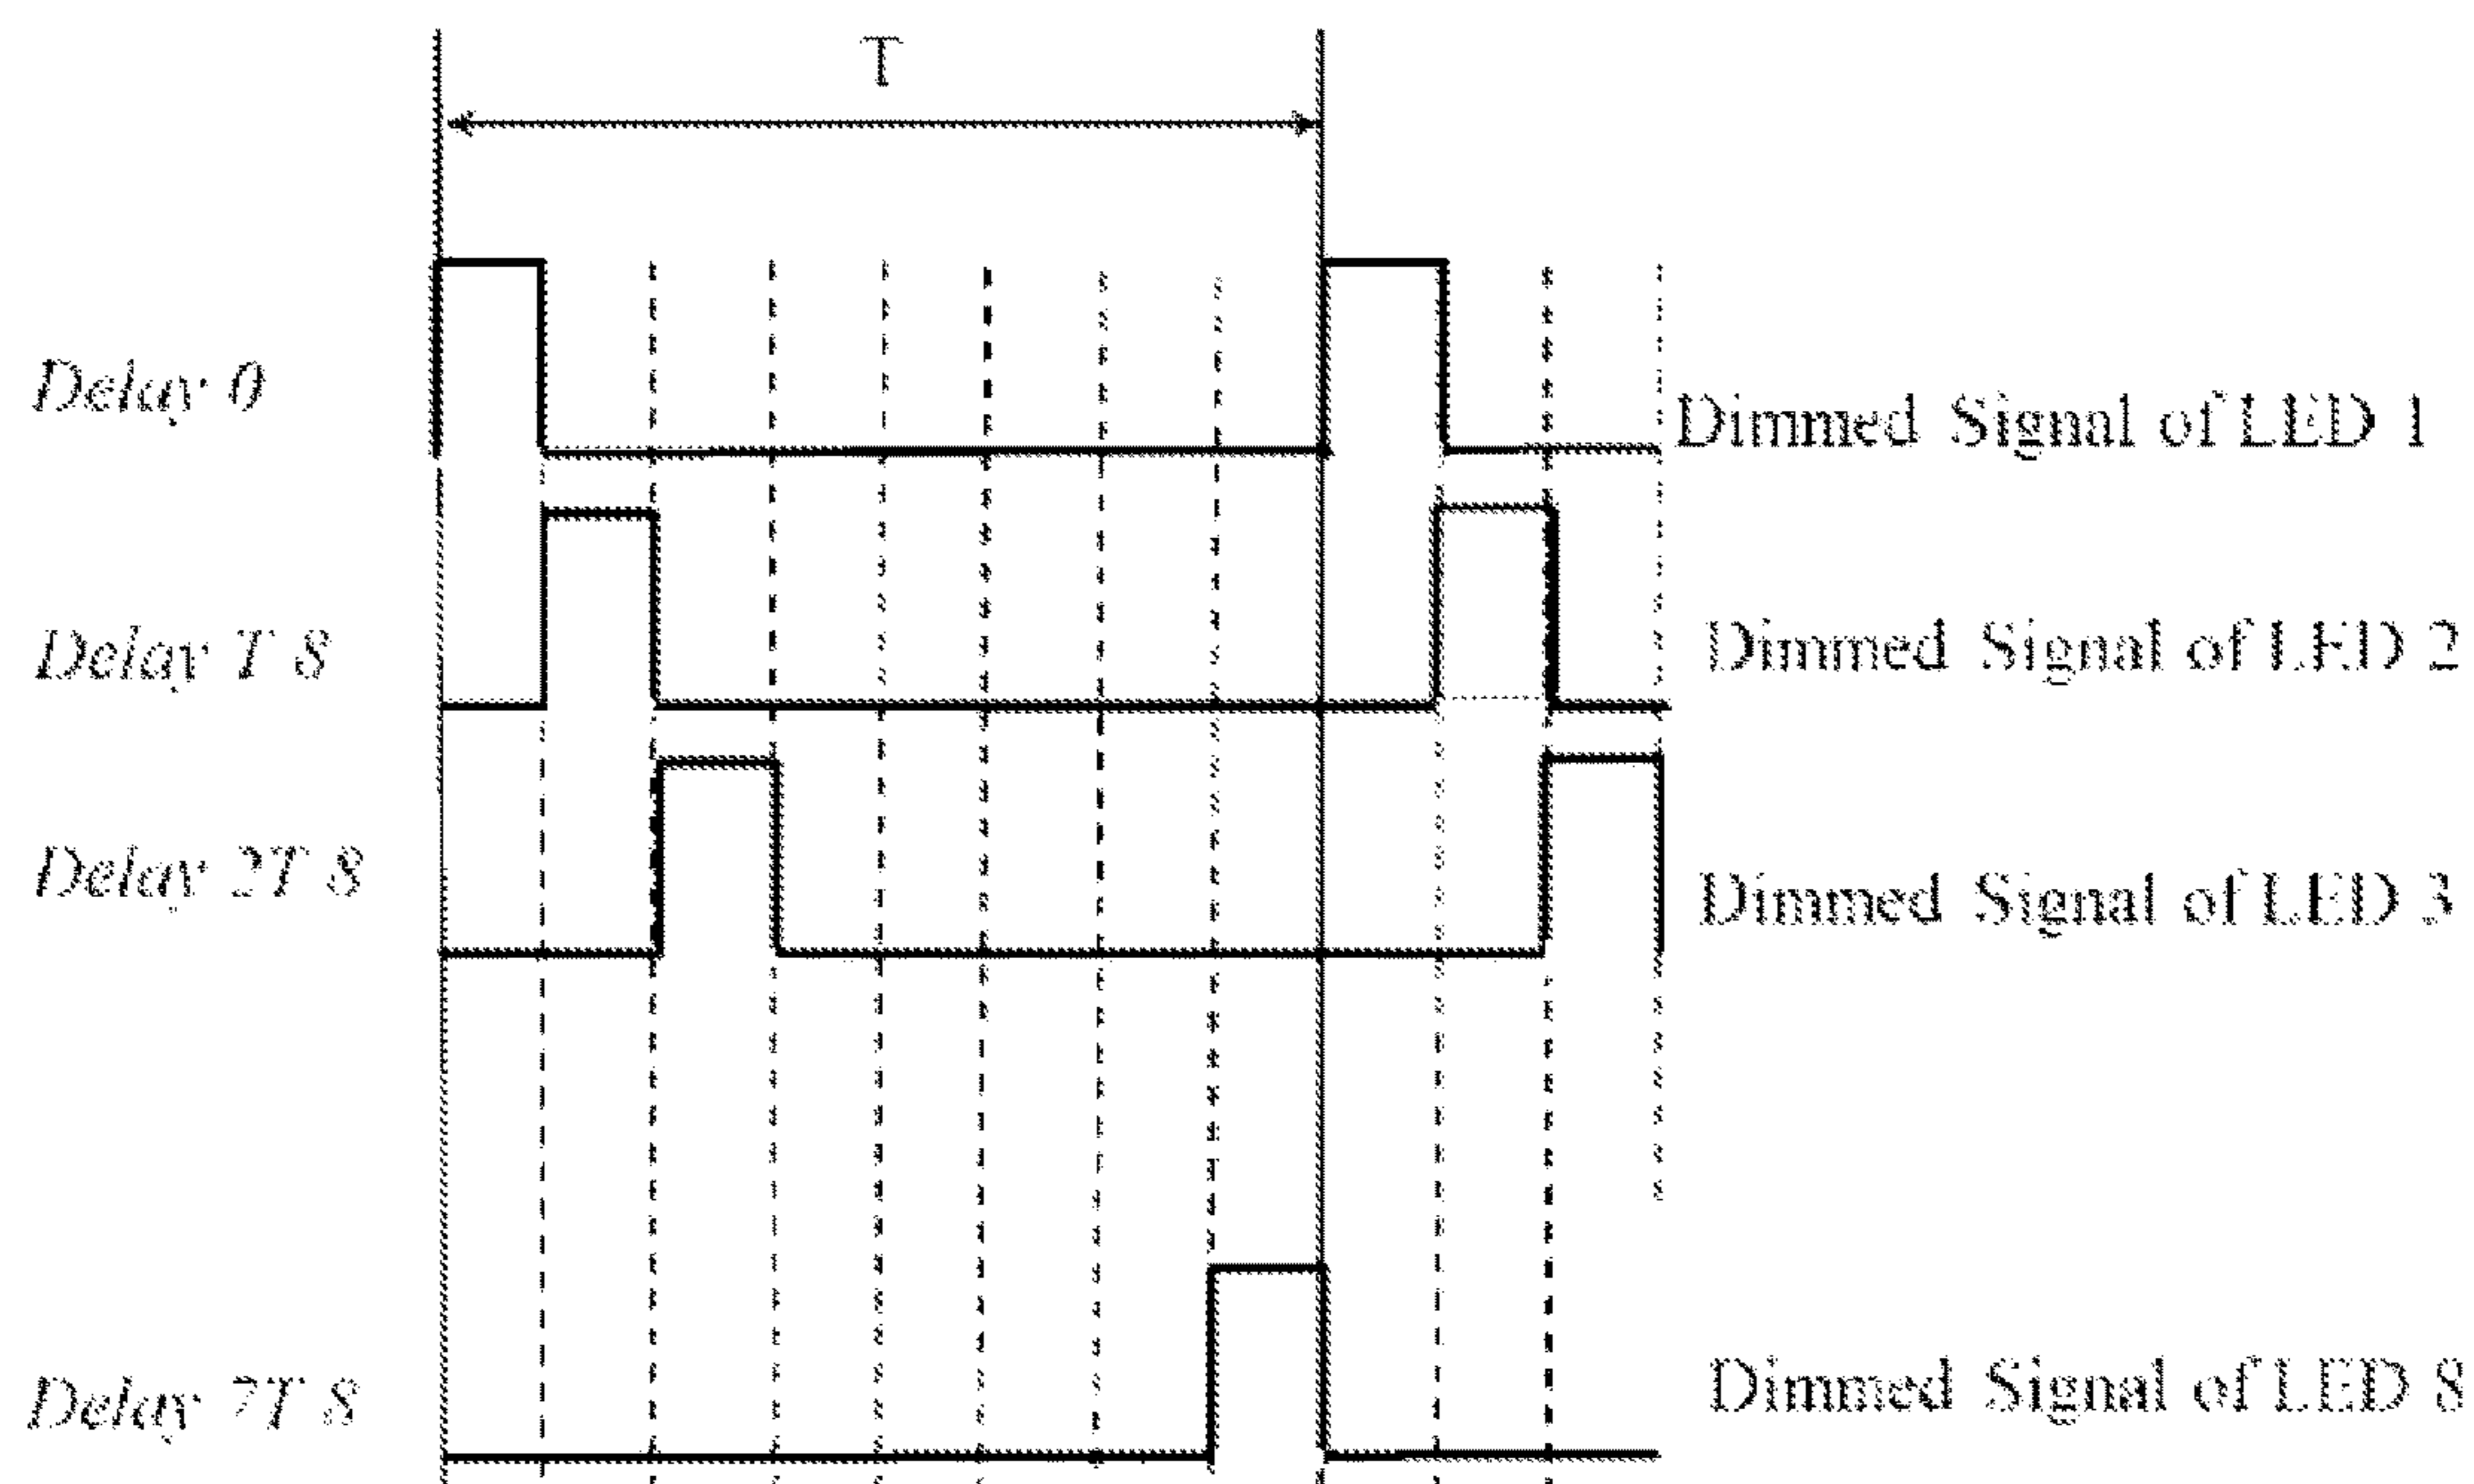 T
Delay 0
Dimmed Signal of LED 1
Delay T 8
Dimmed Signal of LED 2
Delay 2T 8
Dimmed Signal of LED 3
Delay 7T 8
Dimmed Signal of LED 8